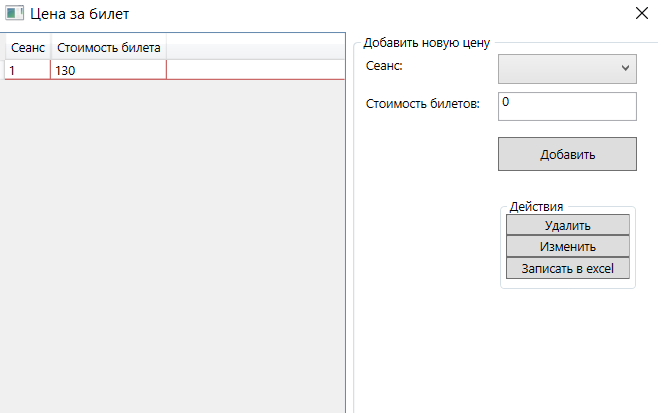 Цена за билет
Сеанс Стоимость билета
1 130
Добавить новую цену
Сеанс:
Стоимость билетов: 0
Добавить
Действия
Удалить
Изменить
Записать в excel